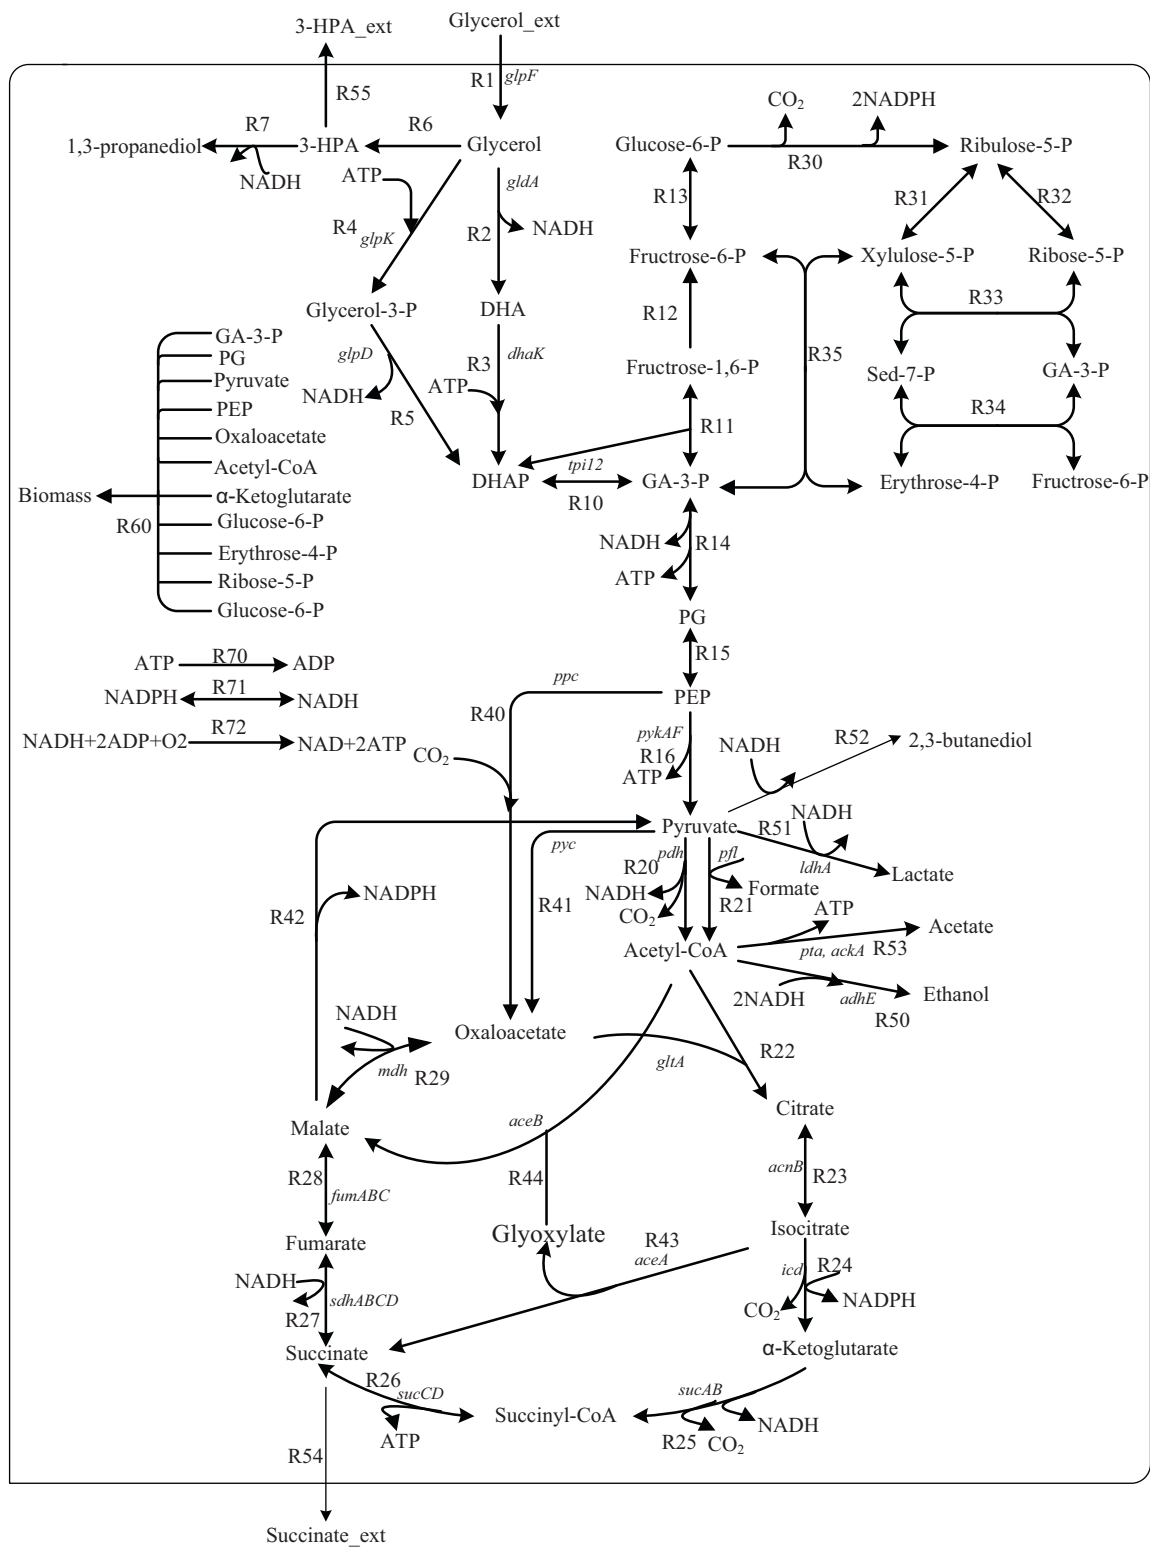 3-HPA_ext
Glycerol_ext
R55
R1
glpF
1,3-propanediol
R7
3-HPA
R6
Glycerol
NADH
ATP
R4
glpK
gldA
R2
NADH
Glycerol-3-P
DHA
glpD
NADH
R5
R3
dhaK
ATP
DHAP
tpi12
R10
GA-3-P
CO2
2NADPH
Glucose-6-P
R30
Ribulose-5-P
R13
R31
R32
Fructrose-6-P
Xylulose-5-P
Ribose-5-P
R12
R33
R35
Fructrose-1,6-P
Sed-7-P
GA-3-P
R11
R34
Erythrose-4-P
Fructrose-6-P
GA-3-P
PG
Pyruvate
PEP
Oxaloacetate
Acetyl-CoA
Biomass
α-Ketoglutarate
R60
Glucose-6-P
Erythrose-4-P
Ribose-5-P
Glucose-6-P
NADH
R14
ATP
PG
R15
PEP
ATP
R70
ADP
NADPH
R71
NADH
NADH+2ADP+O2
R72
NAD+2ATP
ppc
R40
CO2
pykAF
R16
ATP
NADH
R52
2,3-butanediol
Pyruvate
R51
NADH
ldhA
Lactate
pyc
R41
R20
pdh
pfl
NADH
CO2
R21
Formate
R42
NADPH
Acetyl-CoA
ATP
pta, ackA
R53
Acetate
2NADH
adhE
R50
Ethanol
NADH
Oxaloacetate
mdh
R29
gltA
R22
Malate
aceB
Citrate
R28
fumABC
R44
acnB
R23
Fumarate
Glyoxylate
R43
aceA
Isocitrate
NADH
sdhABCD
R27
icd
R24
CO2
NADPH
Succinate
α-Ketoglutarate
R26
sucCD
ATP
Succinyl-CoA
sucAB
R25
CO2
NADH
R54
Succinate_ext